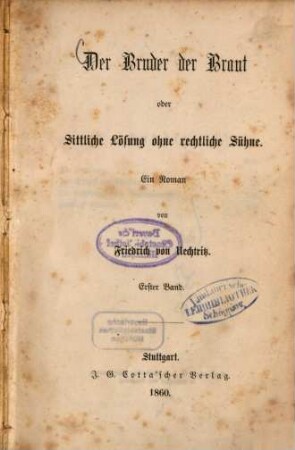 Der Bruder der Braut
oder
Sittliche Lösung ohne rechtliche Sühne.
Ein Roman
von
Friedrich von Uechtritz.
Erster Band.
LEIHBIBLIOTHEK
Stuttgart.
J. G. Cotta'scher Verlag.
1860.